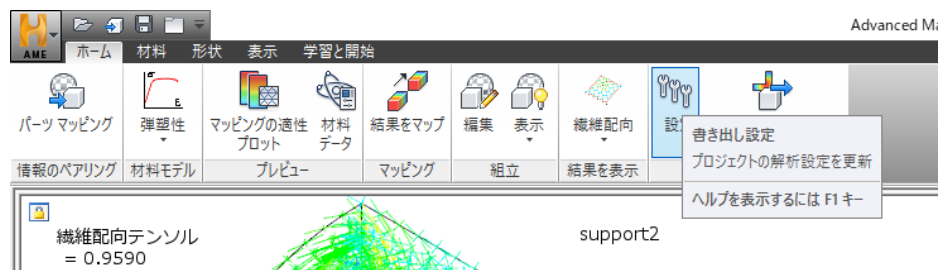 Advanced Ma
AME
ホーム 材料 形状 表示 学習と開始
パーツ マッピング
弾塑性
σ
ε
マッピングの適性
プロット
材料
データ
結果をマップ
編集
表示
繊維配向
書き出し設定
プロジェクトの解析設定を更新
ヘルプを表示するには F1 キー
情報のペアリング
材料モデル
プレビュー
マッピング
組立
結果を表示
繊維配向テンソル
= 0.9590
support2